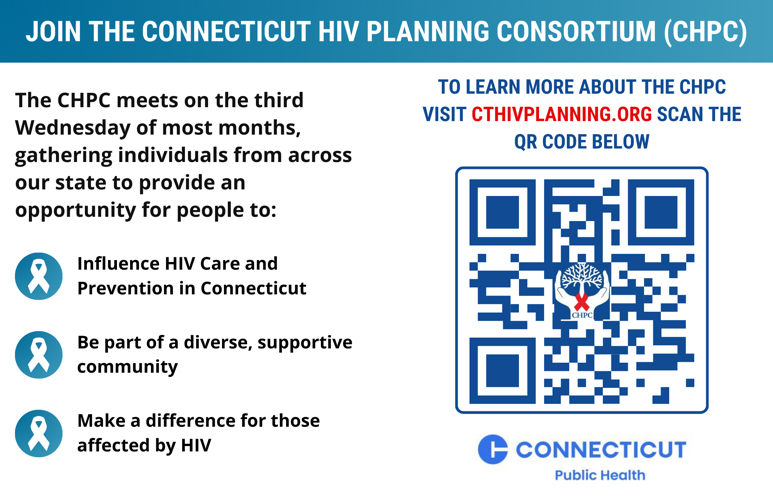 JOIN THE CONNECTICUT HIV PLANNING CONSORTIUM (CHPC)
The CHPC meets on the third
Wednesday of most months,
gathering individuals from across
our state to provide an
opportunity for people to:
Influence HIV Care and
Prevention in Connecticut
Be part of a diverse, supportive
community
Make a difference for those
affected by HIV
TO LEARN MORE ABOUT THE CHPC
VISIT CTHIVPLANNING.ORG SCAN THE
QR CODE BELOW
CHPC
CONNECTICUT
Public Health